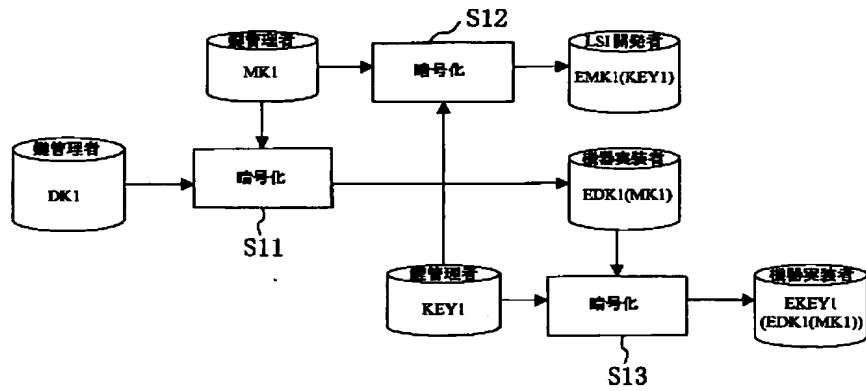 S12
鍵管理者
MK1
暗号化
LSI開発者
EMK1(KEY1)
鍵管理者
DK1
暗号化
S11
機器実装者
EDK1(MK1)
鍵管理者
KEY1
暗号化
S13
機器実装者
EKEY1
(EDK1(MK1))